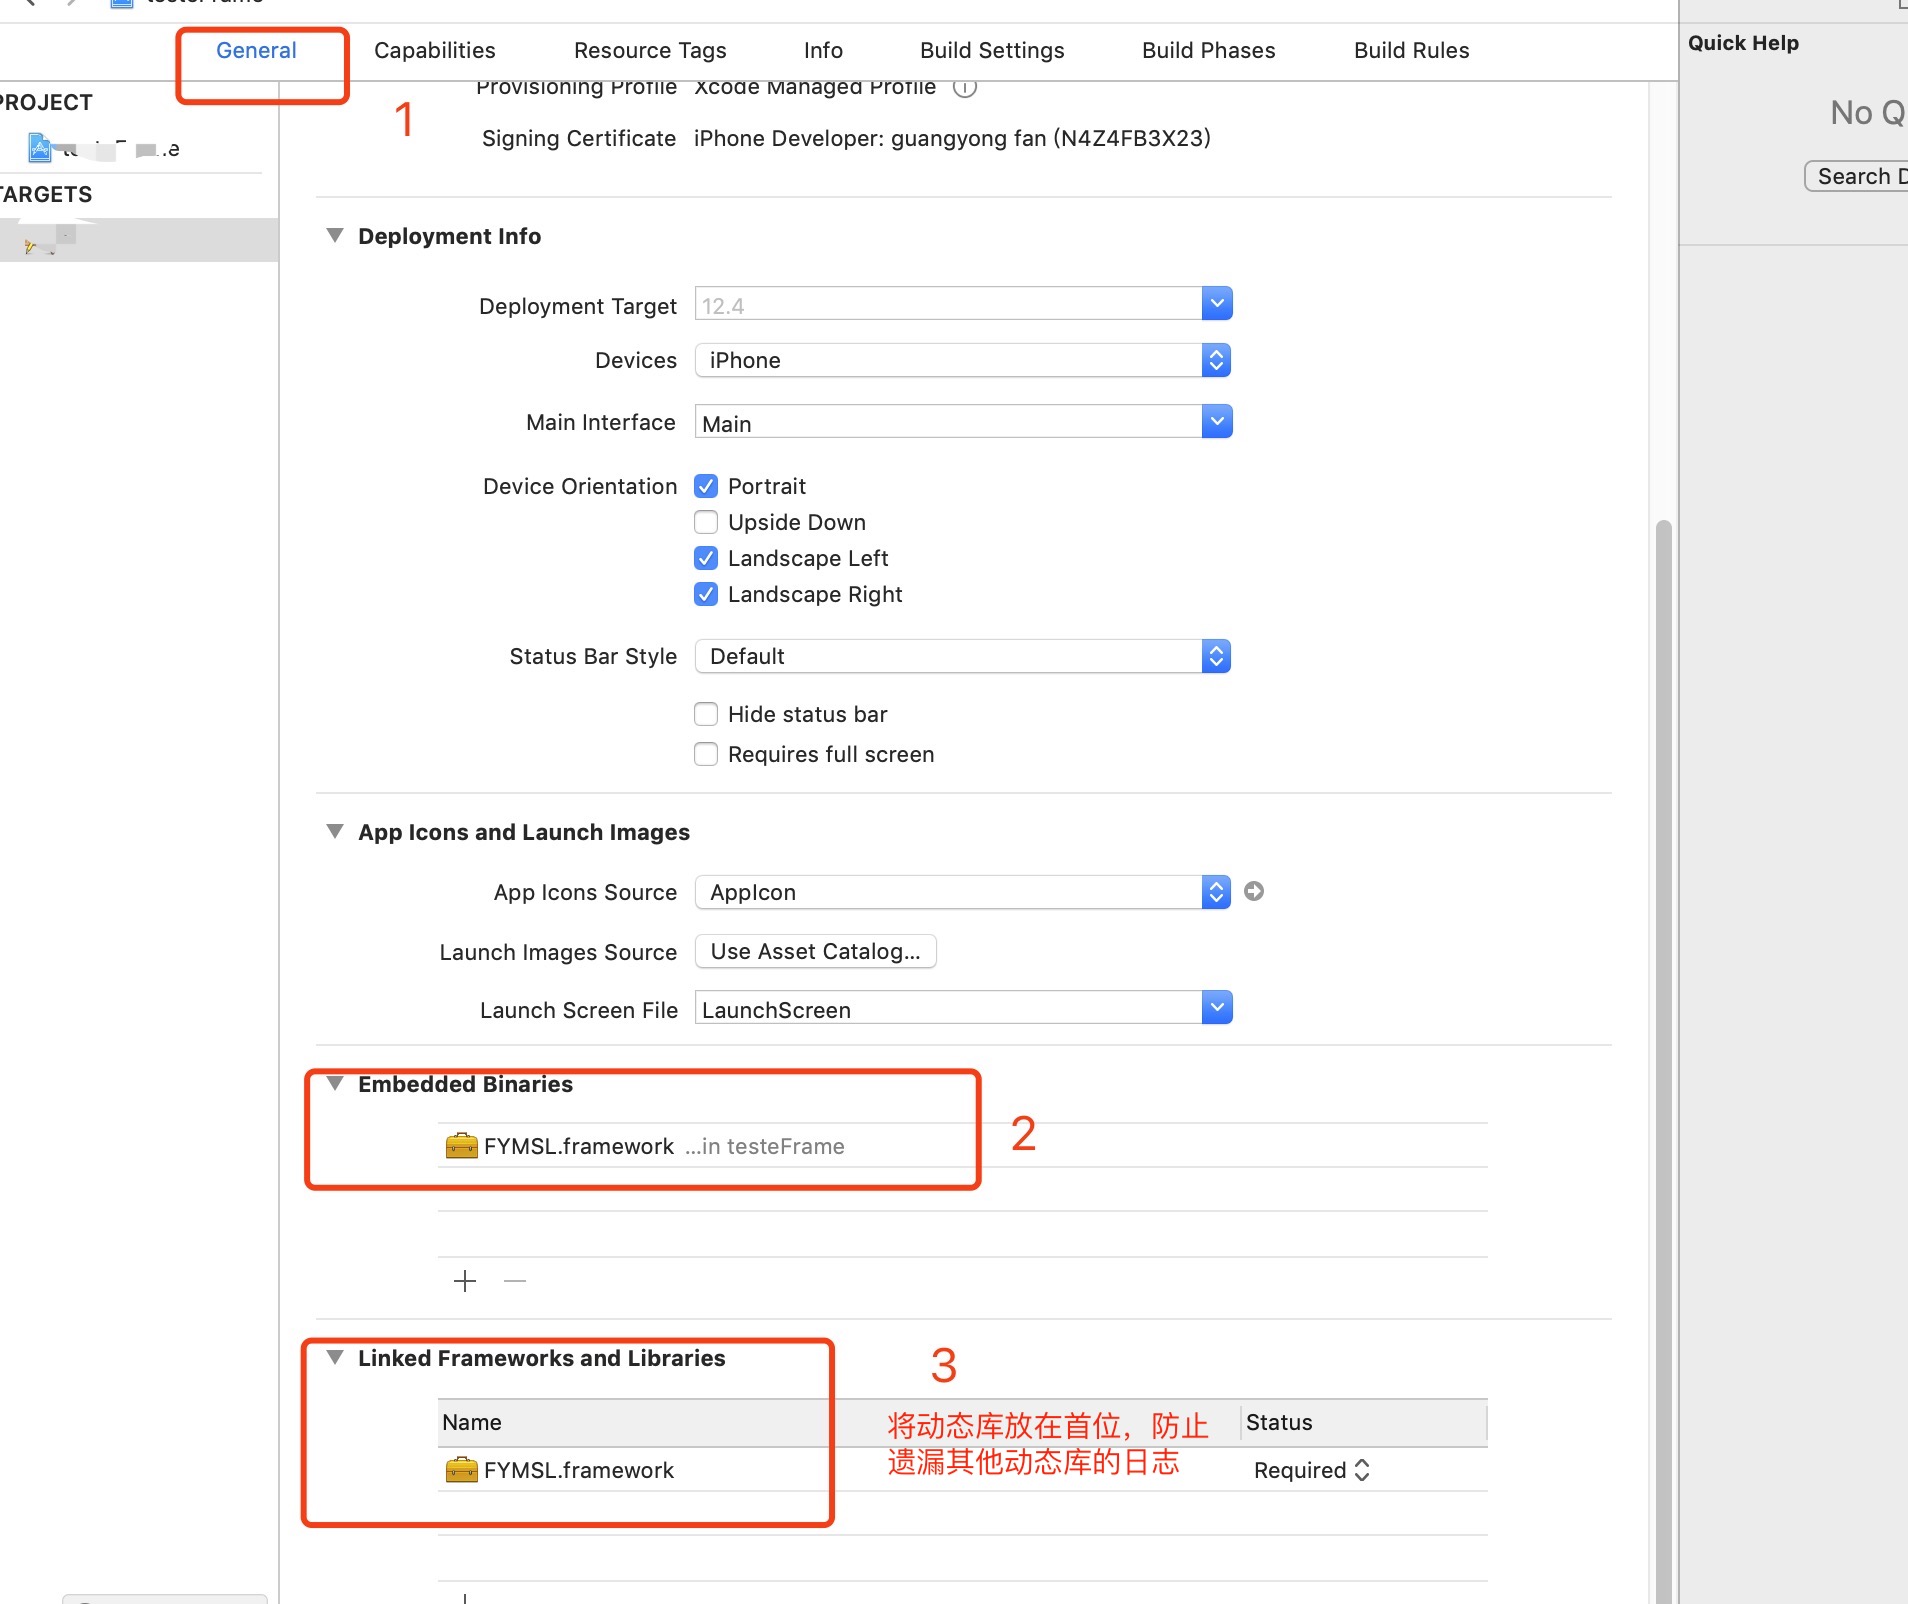 General Capabilities Resource Tags Info Build Settings Build Phases Build Rules
Quick Help
PROJECT
TARGETS
No Q
Search D
1
Provisioning Profile Xcode Managed Profile
Signing Certificate iPhone Developer: guangyong fan (N4Z4FB3X23)
Deployment Info
Deployment Target 12.4
Devices iPhone
Main Interface Main
Device Orientation Portrait
Upside Down
Landscape Left
Landscape Right
Status Bar Style Default
Hide status bar
Requires full screen
App Icons and Launch Images
App Icons Source AppIcon
Launch Images Source Use Asset Catalog...
Launch Screen File LaunchScreen
Embedded Binaries
2
FYMSL.framework ...in testeFrame
Linked Frameworks and Libraries
3
Name Status
将动态库放在首位，防止
遗漏其他动态库的日志
FYMSL.framework Required